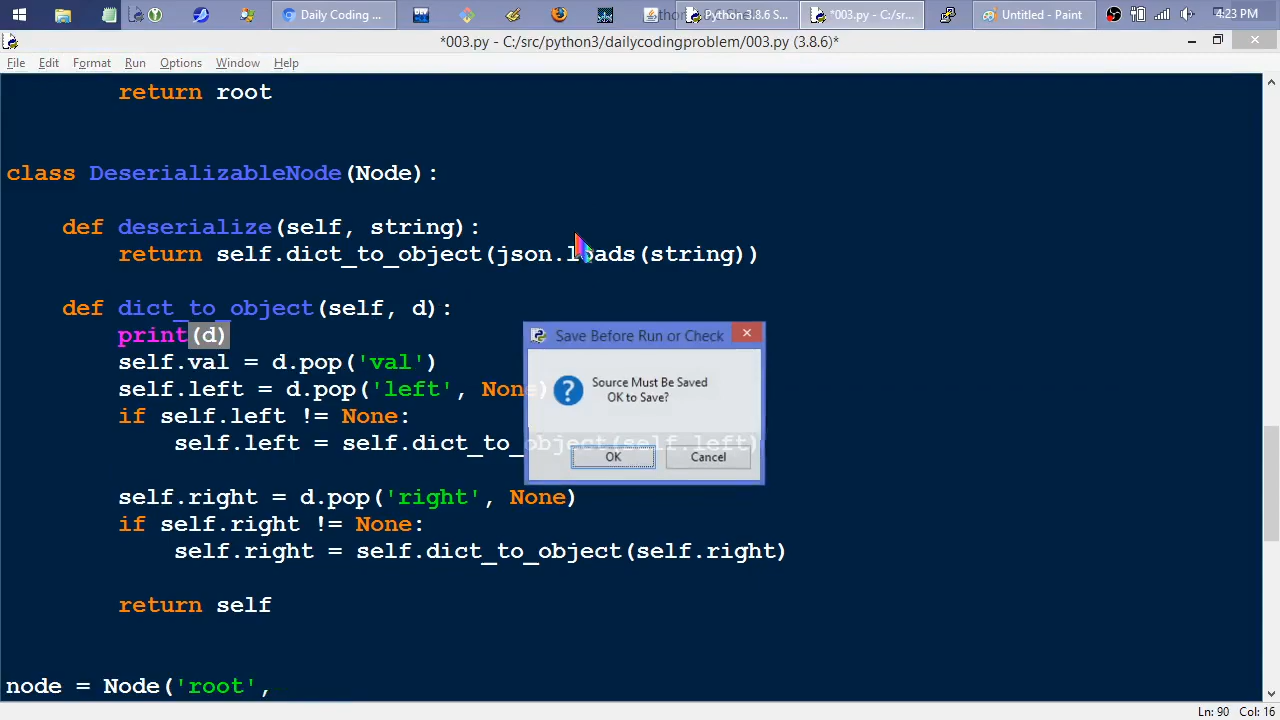 Daily Coding ...
Python 3.8.6 S...
*003.py - C:/sr...
Untitled - Paint
4:23 PM
*003.py - C:/src/python3/dailycodingproblem/003.py (3.8.6)*
File Edit Format Run Options Window Help
return root
class DeserializableNode(Node):
def deserialize(self, string):
return self.dict_to_object(json.loads(string))
def dict_to_object(self, d):
print(d)
self.val = d.pop('val')
self.left = d.pop('left', None)
if self.left != None:
self.left = self.dict_to_object(self.left)
self.right = d.pop('right', None)
if self.right != None:
self.right = self.dict_to_object(self.right)
return self
node = Node('root',
Save Before Run or Check
Source Must Be Saved
OK to Save?
OK
Cancel
Ln: 90 Col: 16